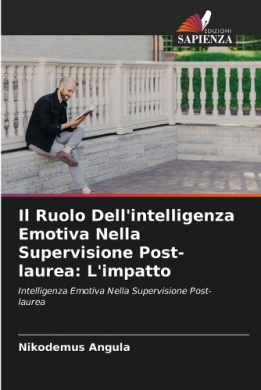 EDIZIONI
SAPIENZA
Il Ruolo Dell'intelligenza
Emotiva Nella
Supervisione Post-
laurea: L'impatto
Intelligenza Emotiva Nella Supervisione Post-
laurea
Nikodemus Angula